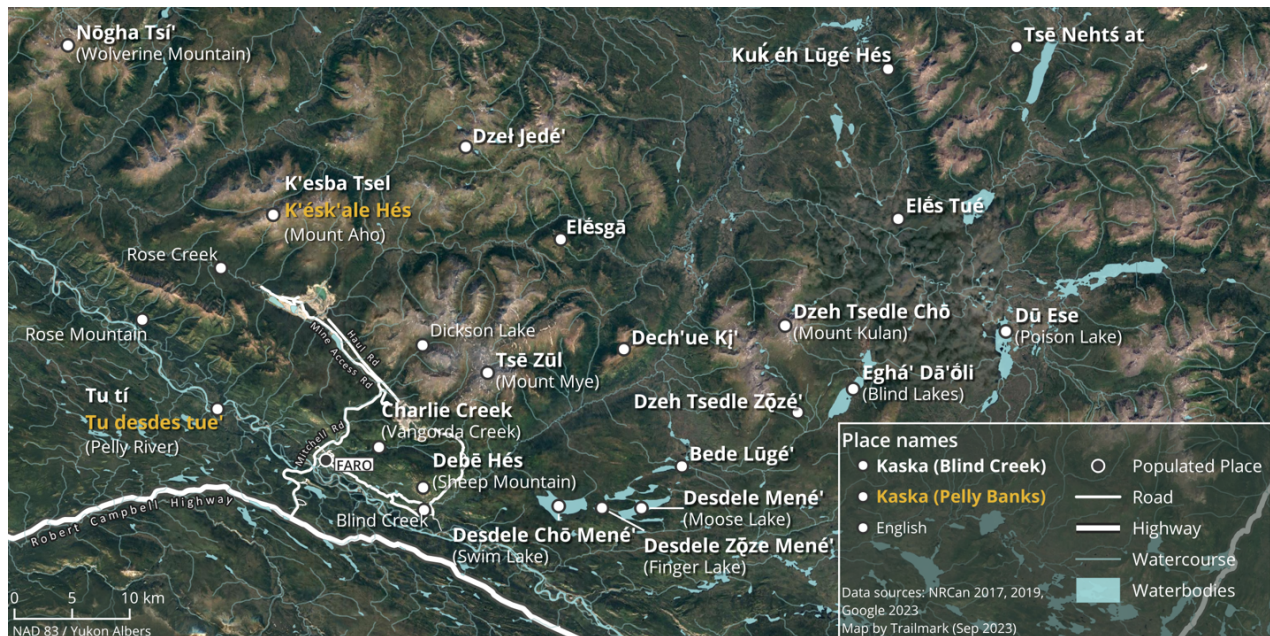 Nōgha Tsí'
(Wolverine Mountain)
Kuḱ éh Lūgé Hés
Tsē Nehtś at
Dzeł Jedé'
K'esba Tsel
K'ésk'ale Hés
(Mount Aho)
Elḗsgā
Elḗs Tué
Rose Creek
Rose Mountain
Haul Rd
Mine Access Rd
Dickson Lake
Tsē Zūl
(Mount Mye)
Dech'ue Kį'
Dzeh Tsedle Chō
(Mount Kulan)
Dū Ese
(Poison Lake)
Eghá' Dā'ṓli
(Blind Lakes)
Dzeh Tsedle Zǭzé'
Tu tí
Tu desdes tue'
(Pelly River)
Charlie Creek
(Vangorda Creek)
Mitchell Rd
FARO
Debē Hés
(Sheep Mountain)
Bede Lūgé'
Blind Creek
Desdele Mené'
(Moose Lake)
Desdele Chō Mené'
(Swim Lake)
Desdele Zǭze Mené'
(Finger Lake)
Robert Campbell Highway
0 5 10 km
NAD 83 / Yukon Albers
Place names
Kaska (Blind Creek)
Kaska (Pelly Banks)
English
Populated Place
Road
Highway
Watercourse
Waterbodies
Data sources: NRCan 2017, 2019,
Google 2023
Map by Trailmark (Sep 2023)